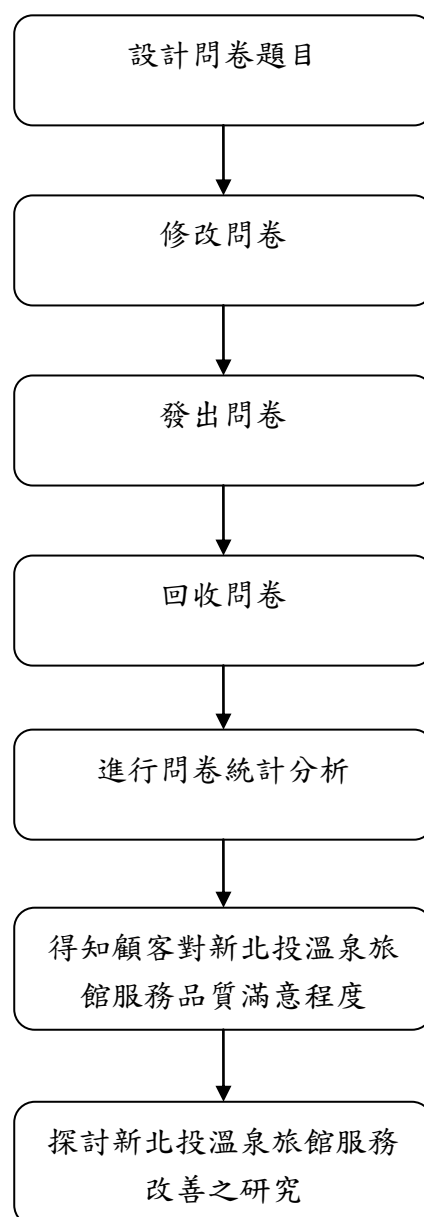 設計問卷題目
修改問卷
發出問卷
回收問卷
進行問卷統計分析
得知顧客對新北投溫泉旅
館服務品質滿意程度
探討新北投溫泉旅館服務
改善之研究